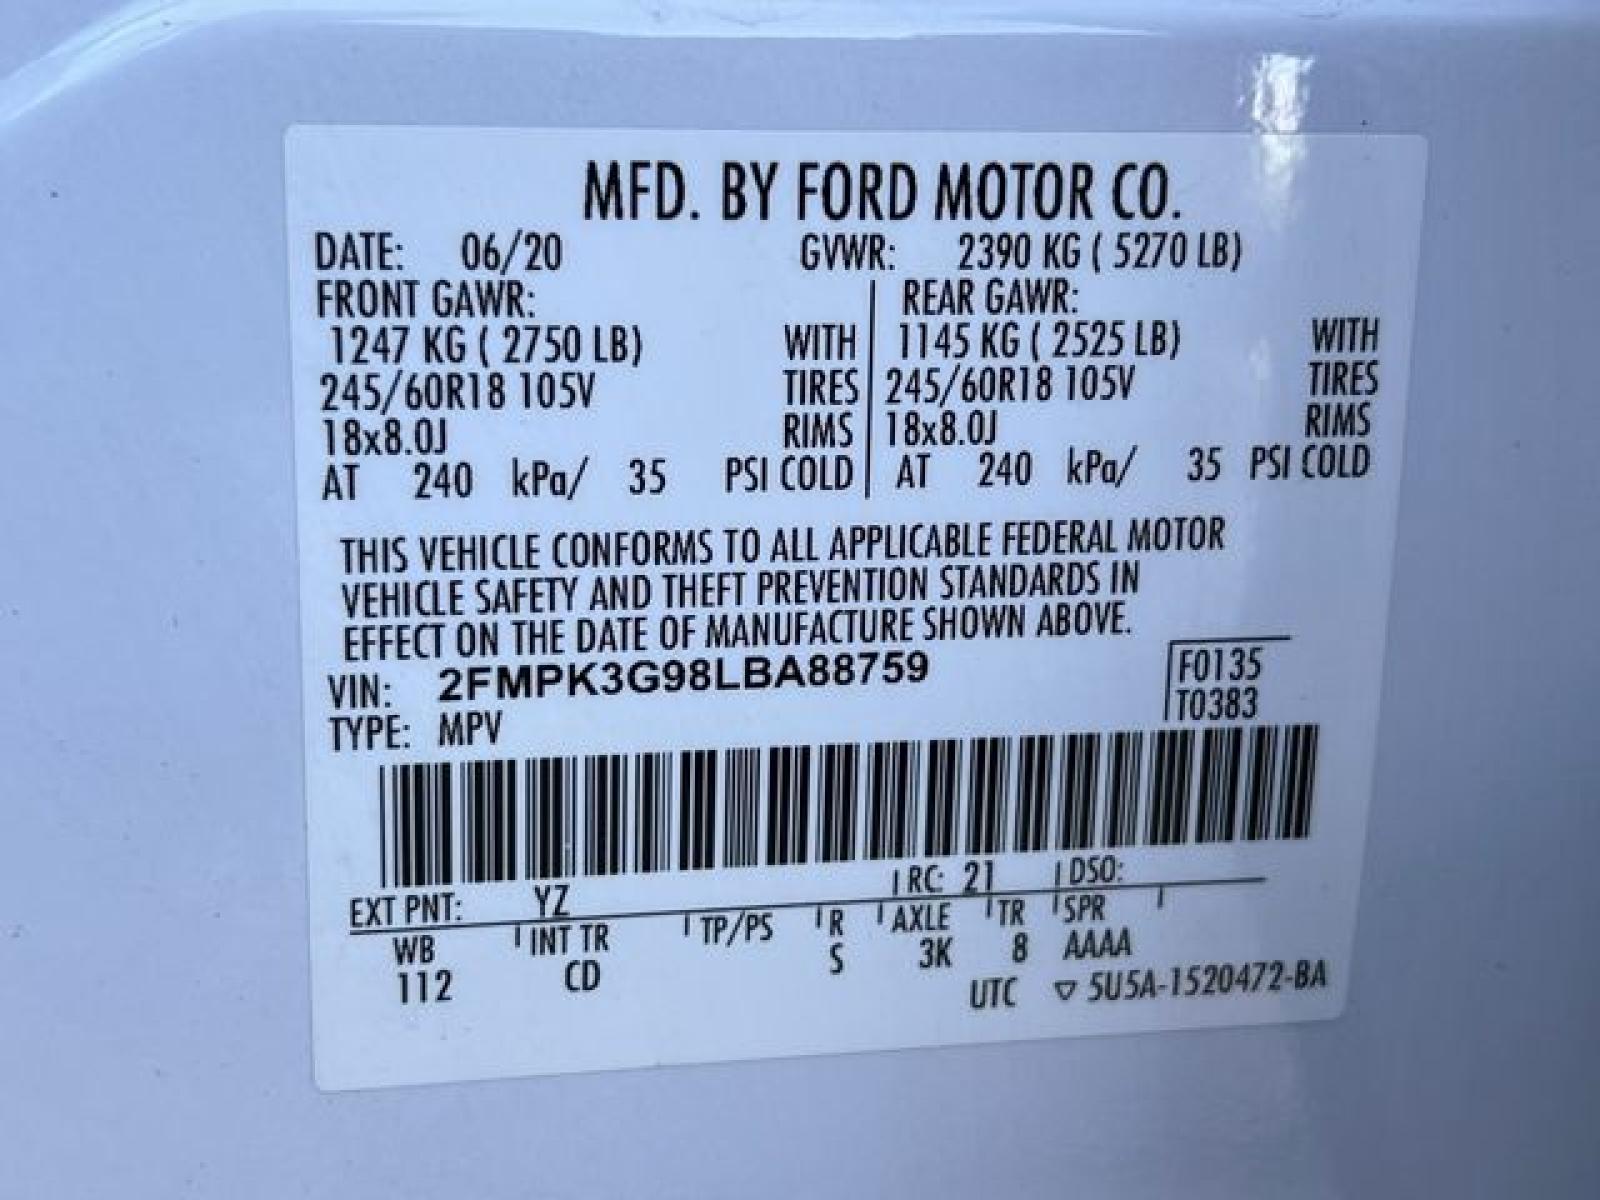 MFD. BY FORD MOTOR CO.
DATE: 06/20 GVWR: 2390 KG ( 5270 LB)
FRONT GAWR: REAR GAWR:
1247 KG ( 2750 LB) WITH 1145 KG ( 2525 LB) WITH
245/60R18 105V TIRES 245/60R18 105V TIRES
18x8.0J RIMS 18x8.0J RIMS
AT 240 kPa/ 35 PSI COLD AT 240 kPa/ 35 PSI COLD
THIS VEHICLE CONFORMS TO ALL APPLICABLE FEDERAL MOTOR
VEHICLE SAFETY AND THEFT PREVENTION STANDARDS IN
EFFECT ON THE DATE OF MANUFACTURE SHOWN ABOVE.
VIN: 2FMPK3G98LBA88759 F0135
TYPE: MPV T0383
EXT PNT: YZ RC: 21 DSO:
WB INT TR TP/PS R AXLE TR SPR
112 CD S 3K 8 AAAA
UTC ▽ 5U5A-1520472-BA